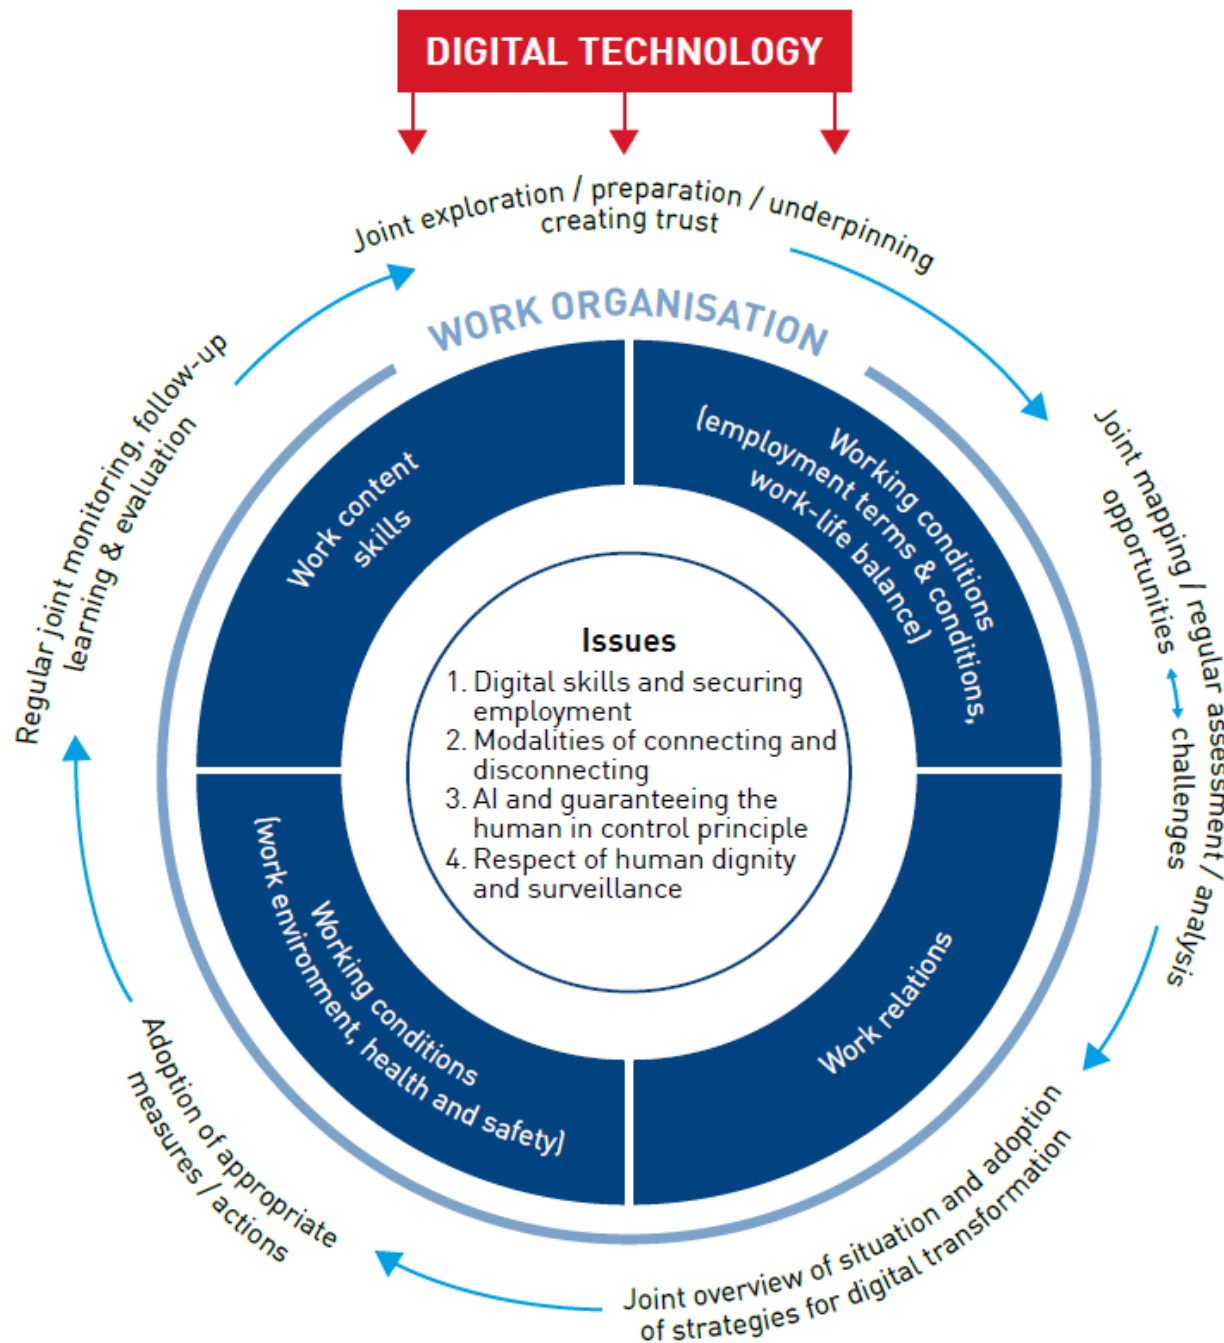 DIGITAL TECHNOLOGY
Joint exploration / preparation / underpinning
creating trust
WORK ORGANISATION
Joint mapping / regular assessment / analysis
opportunities
challenges
Joint overview of situation and adoption
of strategies for digital transformation
Adoption of appropriate
measures / actions
Regular joint monitoring, follow-up
learning & evaluation
Work content
skills
Working conditions
(employment terms & conditions,
work-life balance)
Work relations
Working conditions
(work environment, health and safety)
Issues
1. Digital skills and securing
employment
2. Modalities of connecting and
disconnecting
3. AI and guaranteeing the
human in control principle
4. Respect of human dignity
and surveillance